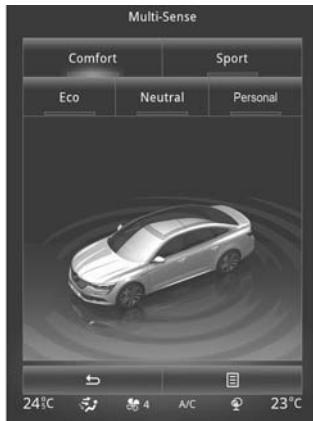 Multi-Sense
Comfort Sport
Eco Neutral Personal
24°C 4 A/C 23°C